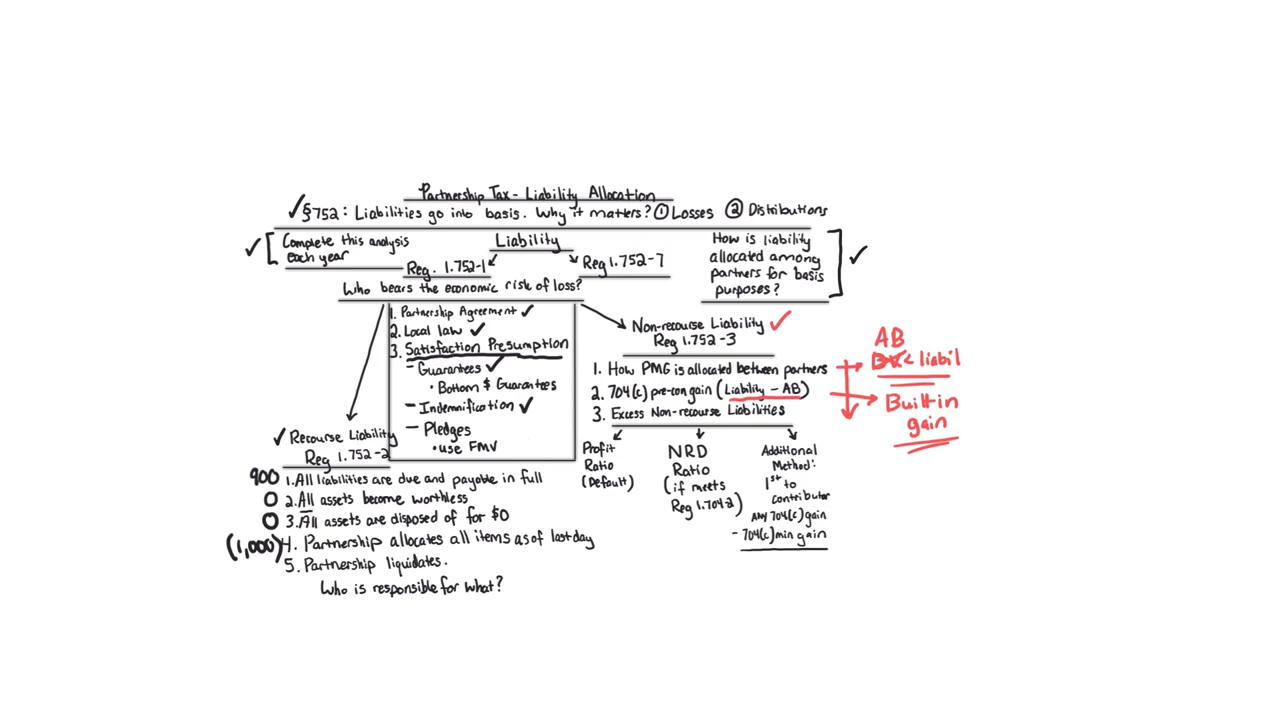 Partnership Tax - Liability Allocation
✓ §752: Liabilities go into basis. Why it matters? ① Losses ② Distributions
✓ [ Complete this analysis
each year
Liability
Reg. 1.752-1
Reg 1.752-7
How is liability
allocated among
partners for basis
purposes? ] ✓
Who bears the economic risk of loss?
1. Partnership Agreement ✓
2. Local law ✓
3. Satisfaction Presumption
- Guarantees ✓
• Bottom $ Guarantees
- Indemnification ✓
- Pledges
• use FMV
Non-recourse Liability ✓
Reg 1.752-3
1. How PMG is allocated between partners
2. 704(c) pre-con gain (Liability - AB)
3. Excess Non-recourse Liabilities
AB
< liabil
Built-in
gain
Profit
Ratio
(Default)
NRD
Ratio
(if meets
Reg 1.704-2)
Additional
Method:
1st to
contributor
any 704(c) gain
- 704(c) min gain
✓ Recourse Liability
Reg 1.752-2
900 1. All liabilities are due and payable in full
0 2. All assets become worthless
0 3. All assets are disposed of for $0
(1,000) 4. Partnership allocates all items as of last day
5. Partnership liquidates.
Who is responsible for what?